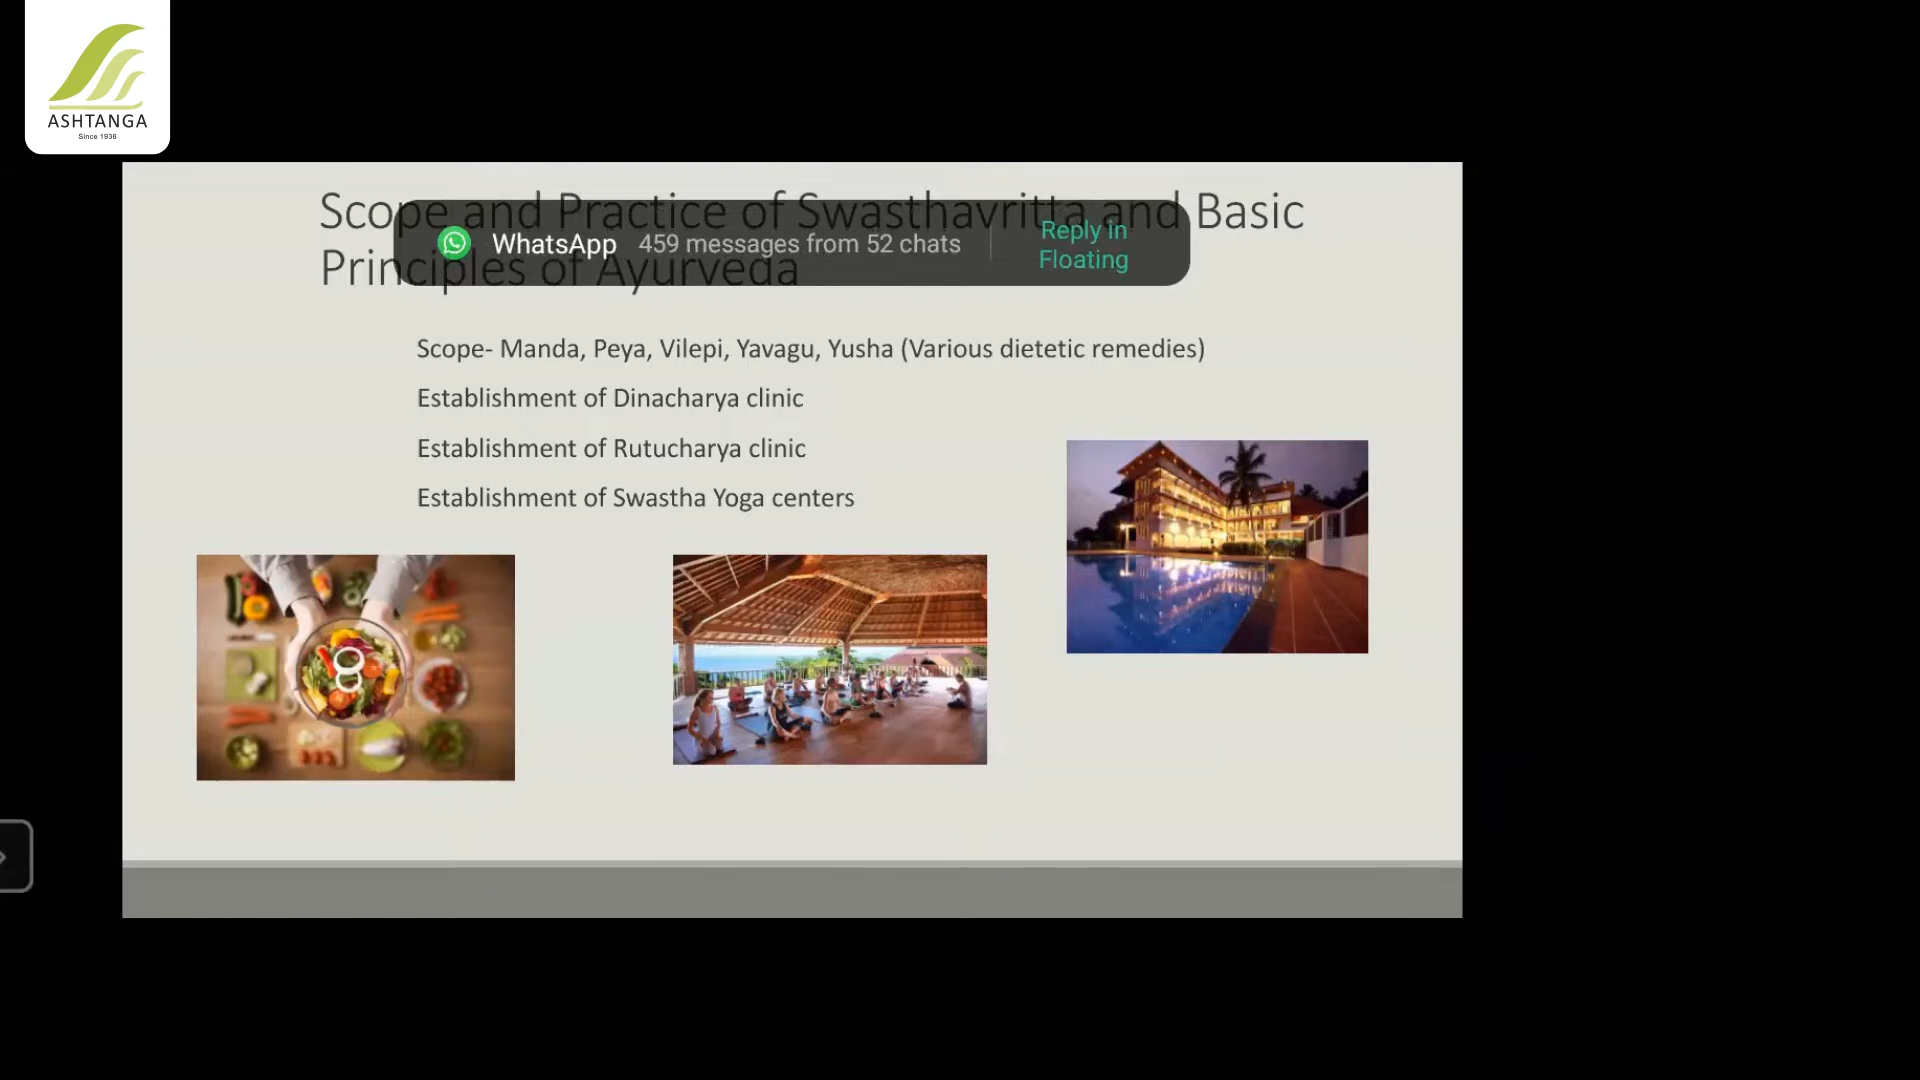 ASHTANGA
Since 1936
Scope and Practice of Swasthavritta and Basic
Principles of Ayurveda
WhatsApp 459 messages from 52 chats
Reply in
Floating
Scope- Manda, Peya, Vilepi, Yavagu, Yusha (Various dietetic remedies)
Establishment of Dinacharya clinic
Establishment of Rutucharya clinic
Establishment of Swastha Yoga centers